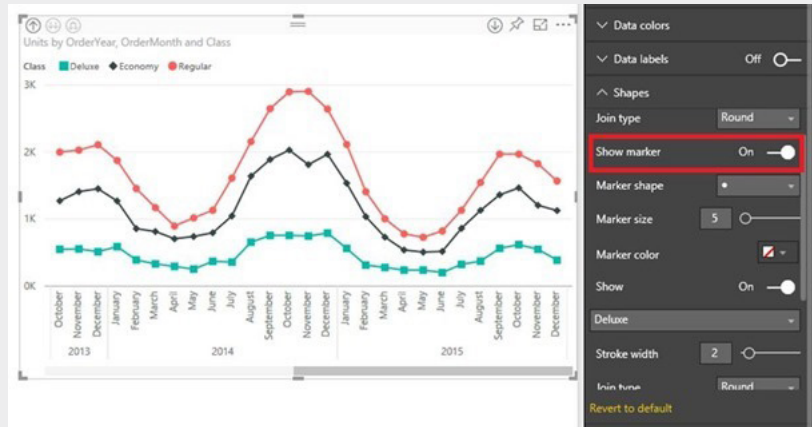 Units by OrderYear, OrderMonth and Class
Class Deluxe Economy Regular
3K
2K
1K
0K
October November December January February March April May June July August September October November December January February March April May June July August September October November December
2013 2014 2015
Data colors
Data labels Off
Shapes
Join type Round
Show marker On
Marker shape
Marker size 5
Marker color
Show On
Deluxe
Stroke width 2
Join type Round
Revert to default